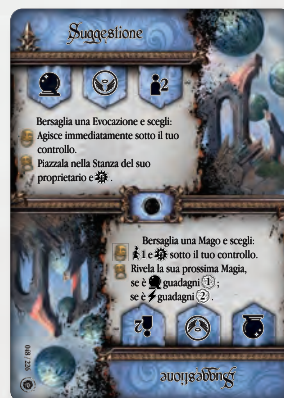 Suggestione
2
Bersaglia una Evocazione e scegli:
Agisce immediatamente sotto il tuo
controllo.
Piazzala nella Stanza del suo
proprietario e .
Bersaglia una Mago e scegli:
1 e sotto il tuo controllo.
Rivela la sua prossima Magia,
se è guadagni 1 ;
se è guadagni 2 .
2
Suggestione